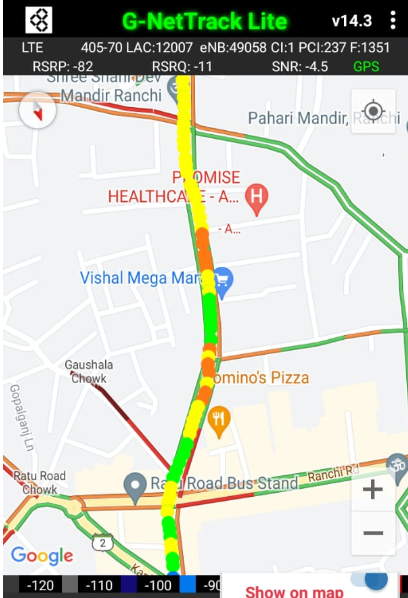 G-NetTrack Lite v14.3
LTE 405-70 LAC:12007 eNB:49058 CI:1 PCI:237 F:1351
RSRP: -82 RSRQ: -11 SNR: -4.5 GPS
Shree Shani Dev
Mandir Ranchi
Pahari Mandir, Ranchi
PROMISE
HEALTHCARE - A...
- A...
Vishal Mega Mar
Gaushala
Chowk
omino's Pizza
Gopalganj Ln
Ratu Road
Chowk
Ratu Road Bus Stand
Ranchi Rd
2
Google
-120 -110 -100 -90
Show on map